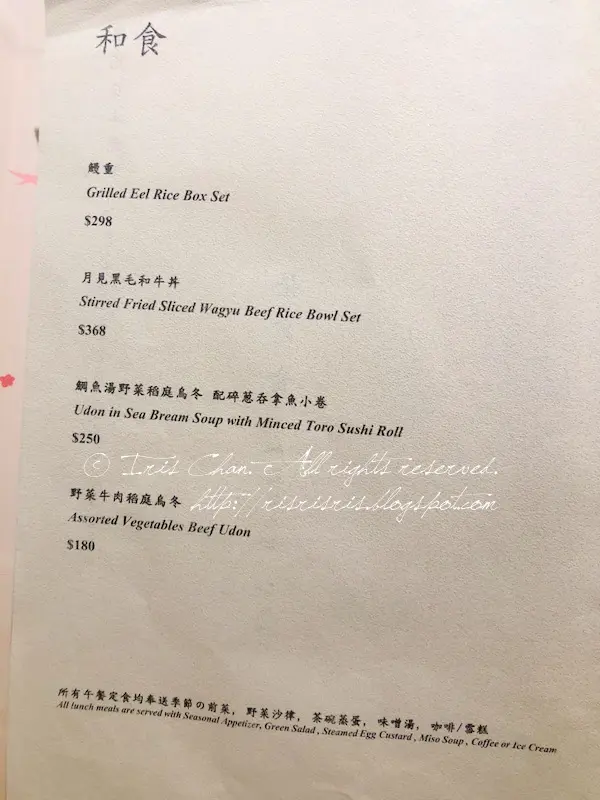 和食
鰻重
Grilled Eel Rice Box Set
$298
月見黑毛和牛丼
Stirred Fried Sliced Wagyu Beef Rice Bowl Set
$368
鯛魚湯野菜稻庭烏冬 配碎蔥吞拿魚小卷
Udon in Sea Bream Soup with Minced Toro Sushi Roll
$250
© Iris Chan. All rights reserved.
野菜牛肉稻庭烏冬
http://risrisris.blogspot.com
Assorted Vegetables Beef Udon
$180
所有午餐定食均奉送季節の前菜, 野菜沙律, 茶碗蒸蛋, 味噌湯, 咖啡/雪糕
All lunch meals are served with Seasonal Appetizer, Green Salad , Steamed Egg Custard , Miso Soup , Coffee or Ice Cream